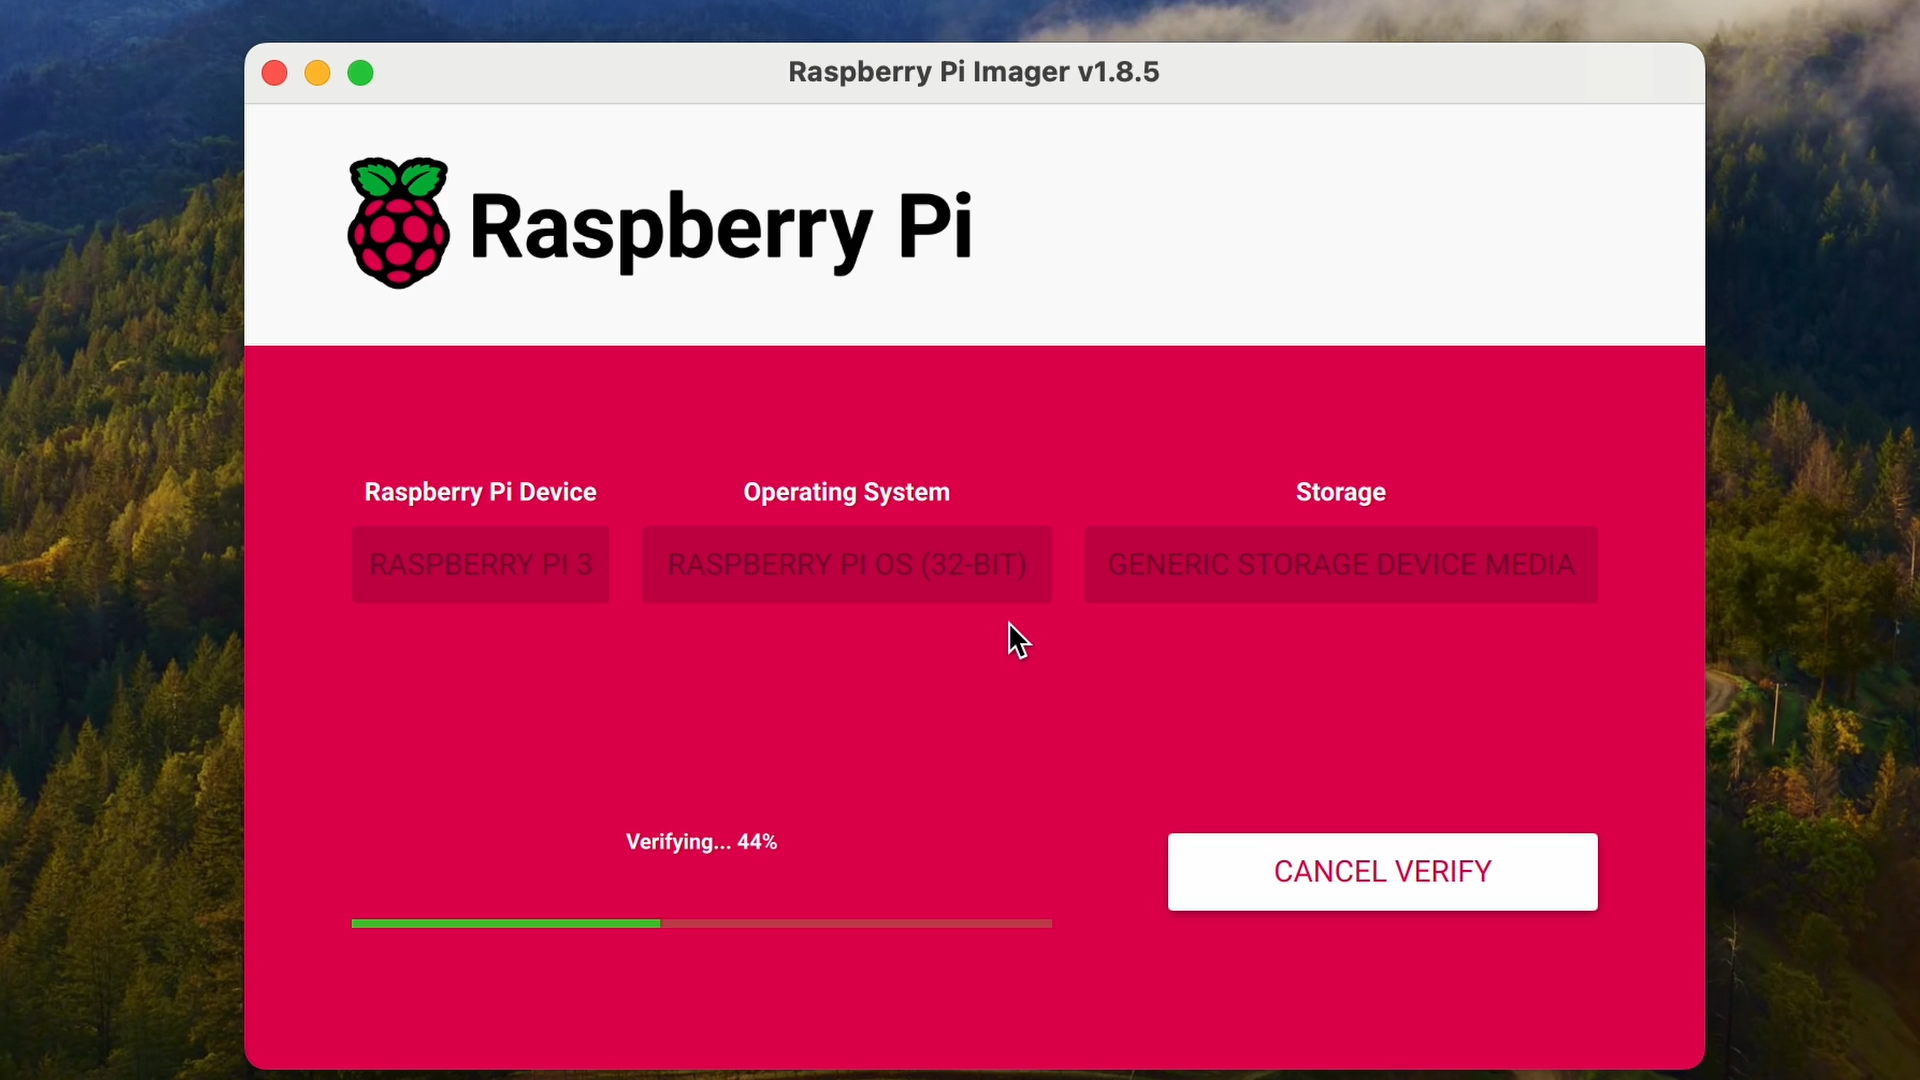 Raspberry Pi Imager v1.8.5
Raspberry Pi
Raspberry Pi Device
Operating System
Storage
RASPBERRY PI 3
RASPBERRY PI OS (32-BIT)
GENERIC STORAGE DEVICE MEDIA
Verifying... 44%
CANCEL VERIFY